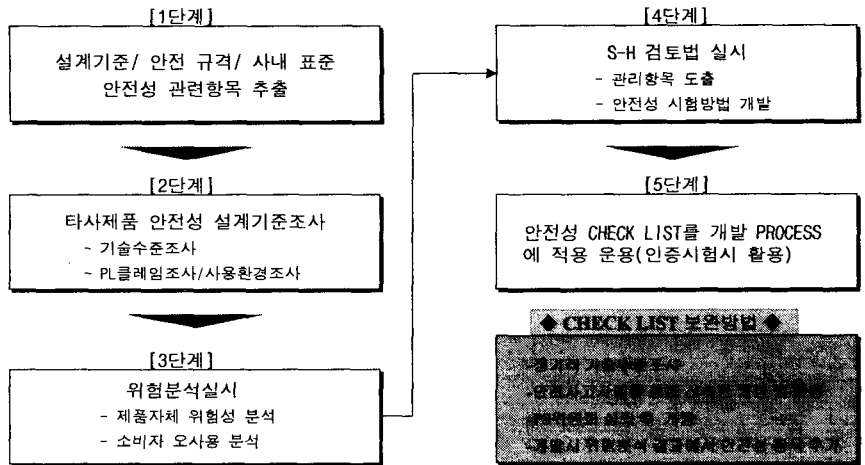 [1단계]
설계기준/ 안전 규격/ 사내 표준
안전성 관련항목 추출
[2단계]
타사제품 안전성 설계기준조사
- 기술수준조사
- PL클레임조사/사용환경조사
[3단계]
위험분석실시
- 제품자체 위험성 분석
- 소비자 오사용 분석
[4단계]
S-H 검토법 실시
- 관리항목 도출
- 안전성 시험방법 개발
[5단계]
안전성 CHECK LIST를 개발 PROCESS
에 적용 운용(인증시험시 활용)
◆ CHECK LIST 보완방법 ◆
기술수준조사